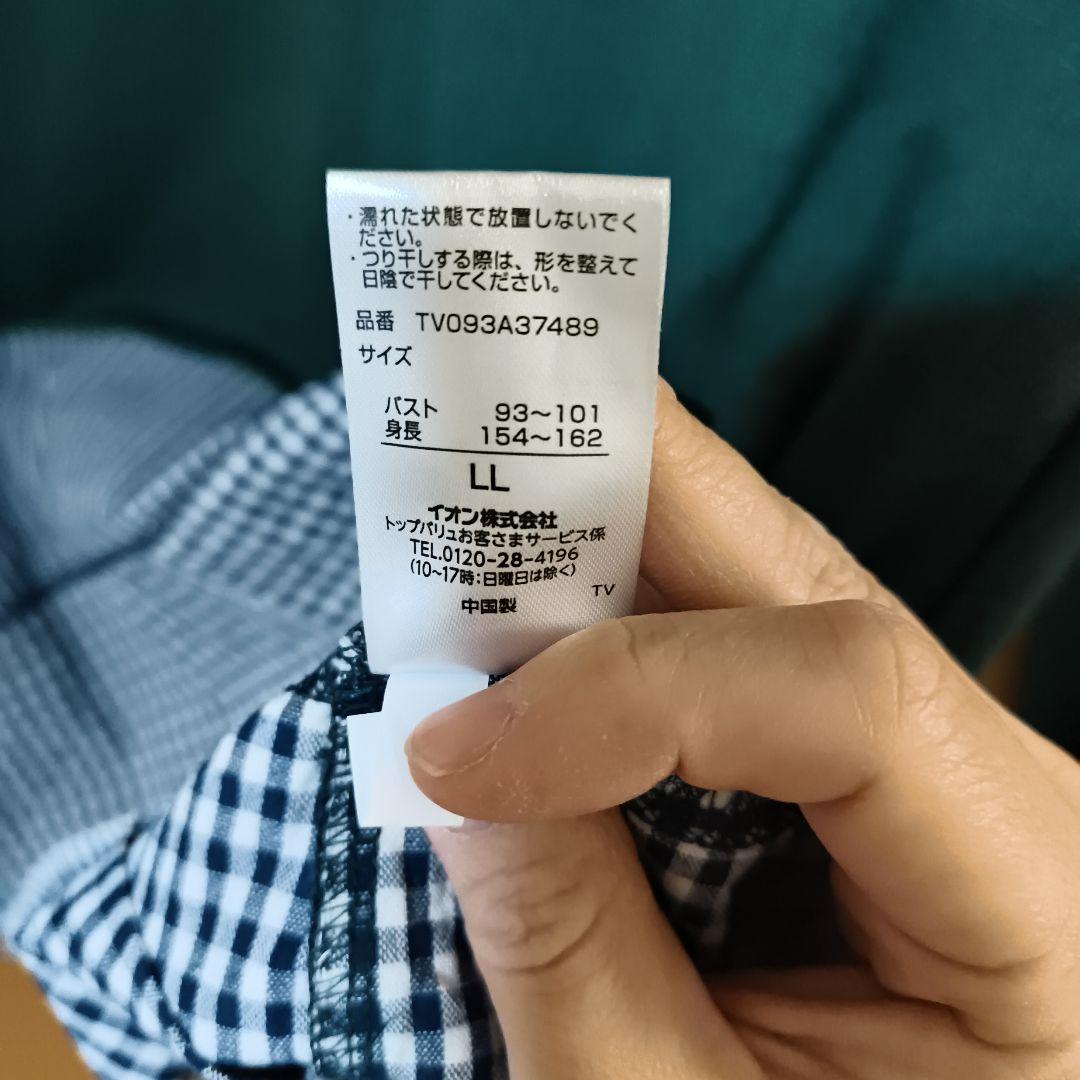 ・濡れた状態で放置しないでく
ださい。
・つり干しする際は、形を整えて
日陰で干してください。
品番 TV093A37489
サイズ
バスト 93～101
身長 154～162
LL
イオン株式会社
トップバリュお客さまサービス係
TEL.0120-28-4196
(10~17時:日曜日は除く)
TV
中国製